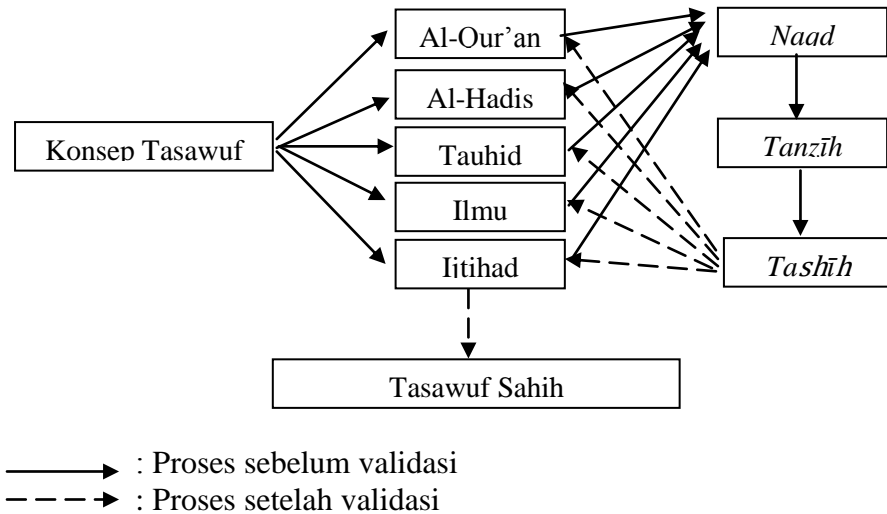 Al-Qur'an
Naqd
Al-Hadis
Konsep Tasawuf
Tauhid
Tanzīh
Ilmu
Ijtihad
Tashīh
Tasawuf Sahih
: Proses sebelum validasi
: Proses setelah validasi